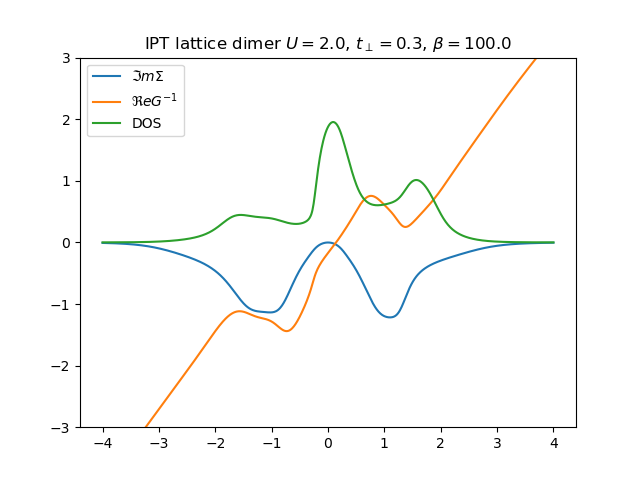 IPT lattice dimer U = 2.0, t⊥ = 0.3, β = 100.0
ℑmΣ
ℜeG⁻¹
DOS
3
2
1
0
−1
−2
−3
−4 −3 −2 −1 0 1 2 3 4